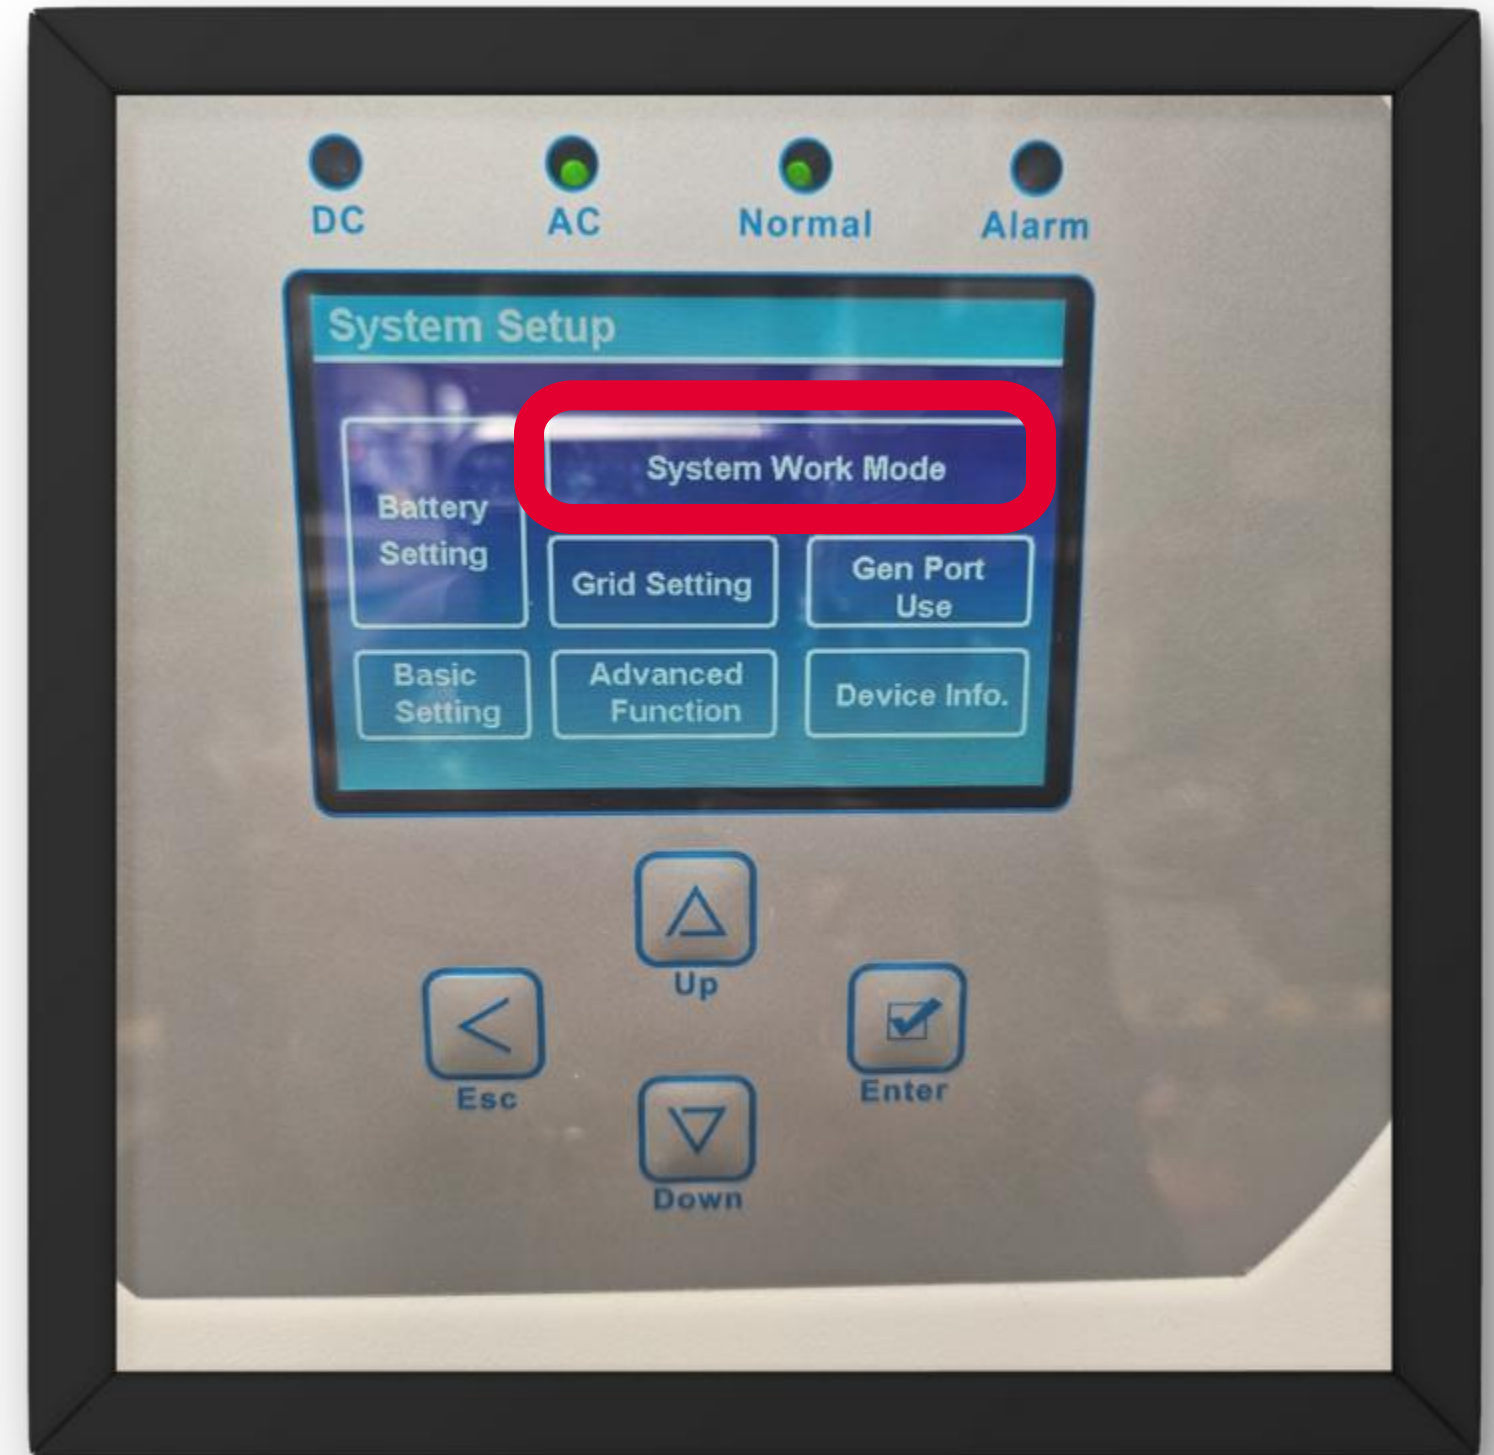 DC
AC
Normal
Alarm
System Setup
System Work Mode
Battery
Setting
Grid Setting
Gen Port
Use
Basic
Setting
Advanced
Function
Device Info.
Up
Esc
Enter
Down